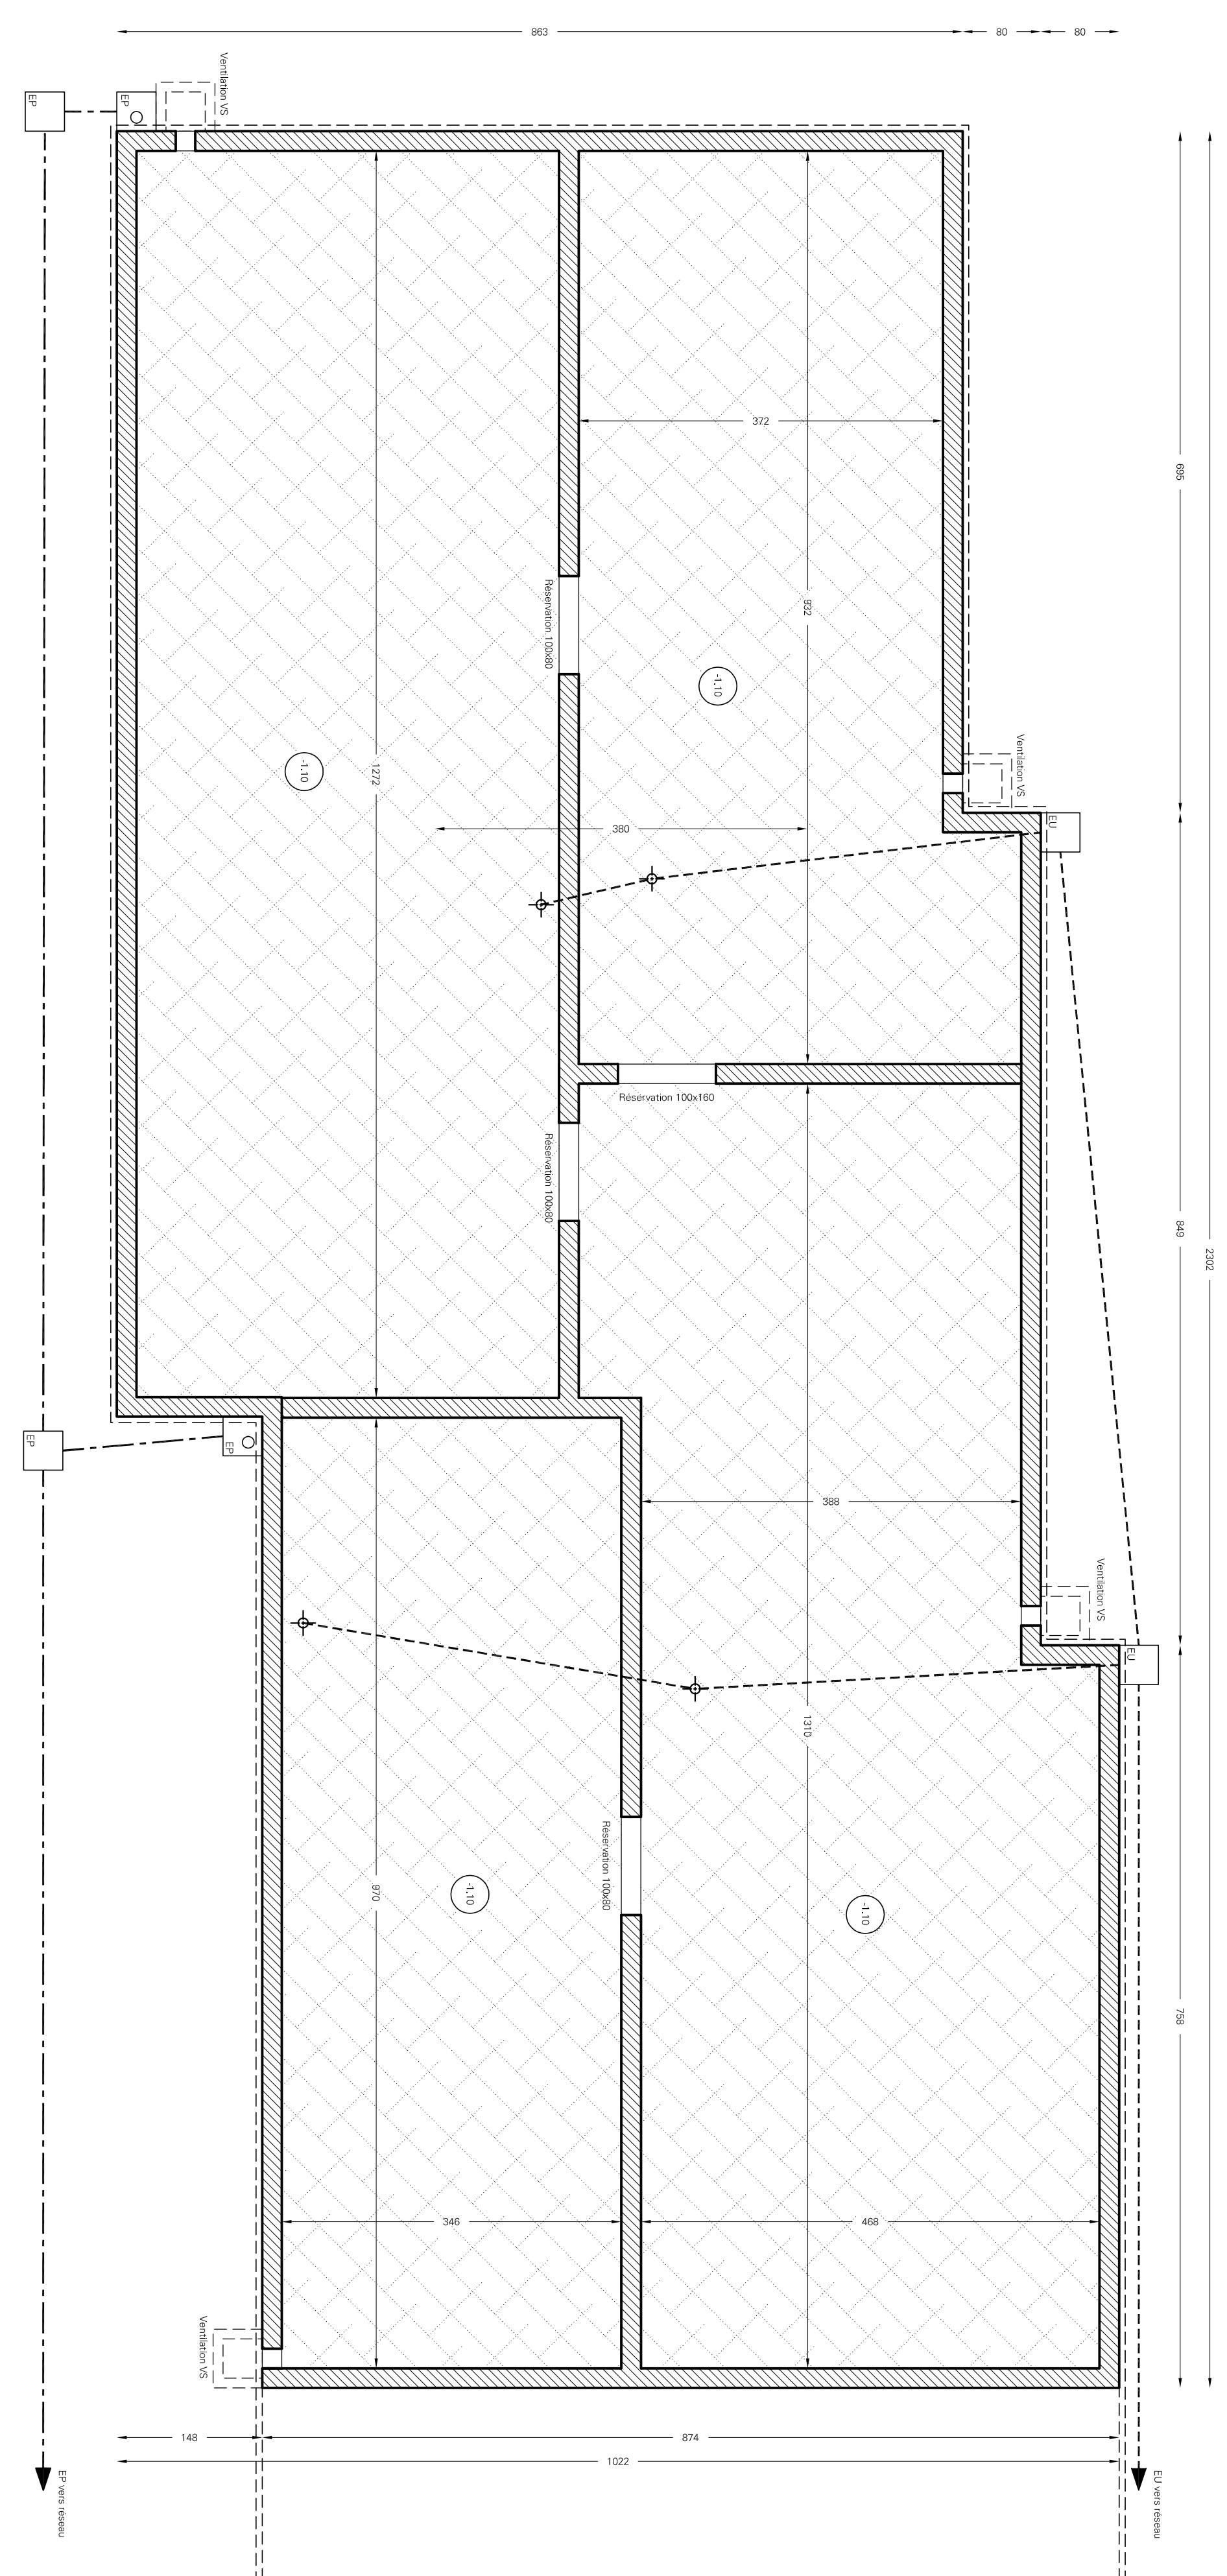 863
80
80
Ventilation VS
EP
EP
695
2302
372
932
Réservation 100x80
-1.10
Ventilation VS
-1.10
1272
EU
380
Réservation 100x160
Réservation 100x80
849
EP
EP
388
Ventilation VS
EU
1310
Réservation 100x80
970
-1.10
-1.10
758
346
468
Ventilation VS
148
874
1022
EP vers réseau
EU vers réseau